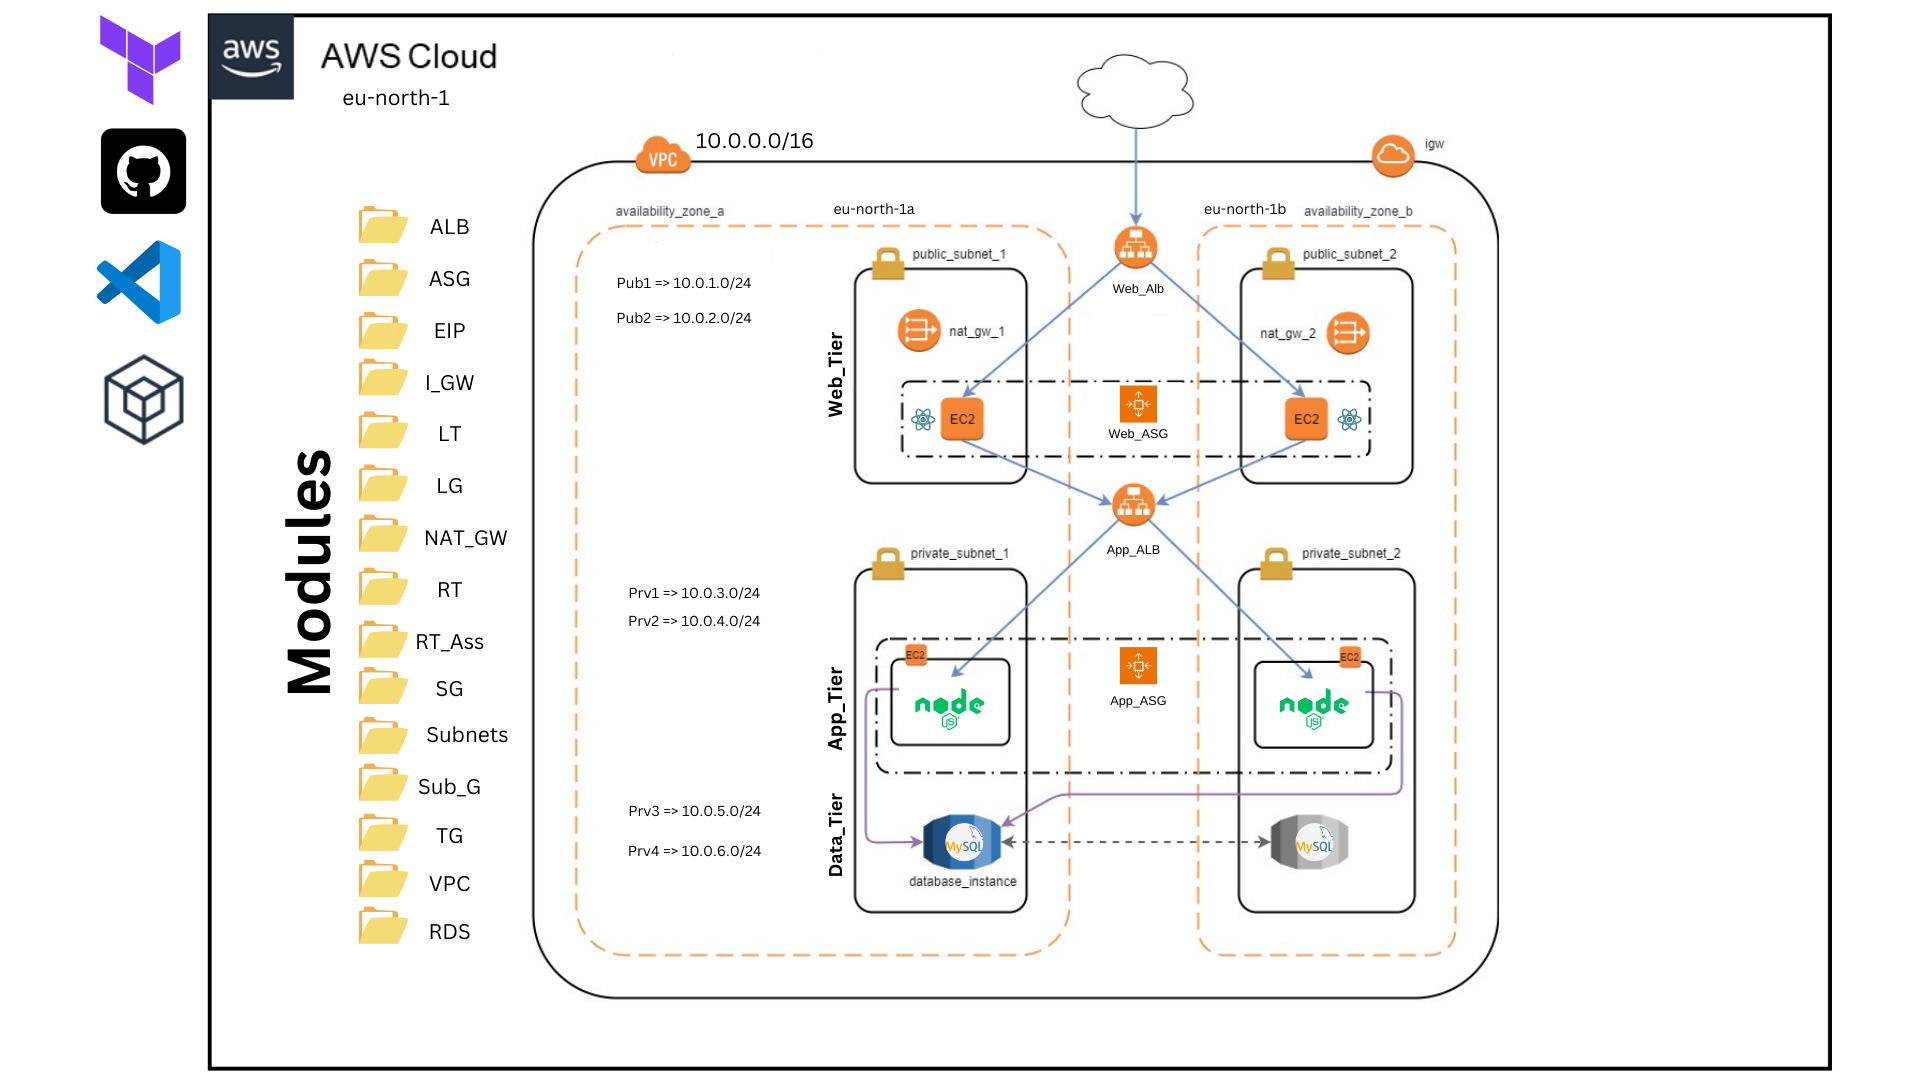 aws
AWS Cloud
eu-north-1
Modules
ALB
ASG
EIP
I_GW
LT
LG
NAT_GW
RT
RT_Ass
SG
Subnets
Sub_G
TG
VPC
RDS
VPC
10.0.0.0/16
igw
availability_zone_a
eu-north-1a
eu-north-1b
availability_zone_b
public_subnet_1
public_subnet_2
Pub1 => 10.0.1.0/24
Pub2 => 10.0.2.0/24
Web_Alb
nat_gw_1
nat_gw_2
Web_Tier
EC2
Web_ASG
EC2
App_ALB
private_subnet_1
private_subnet_2
Prv1 => 10.0.3.0/24
Prv2 => 10.0.4.0/24
App_Tier
EC2
node
JS
App_ASG
EC2
node
JS
Data_Tier
Prv3 => 10.0.5.0/24
Prv4 => 10.0.6.0/24
MySQL
database_instance
MySQL